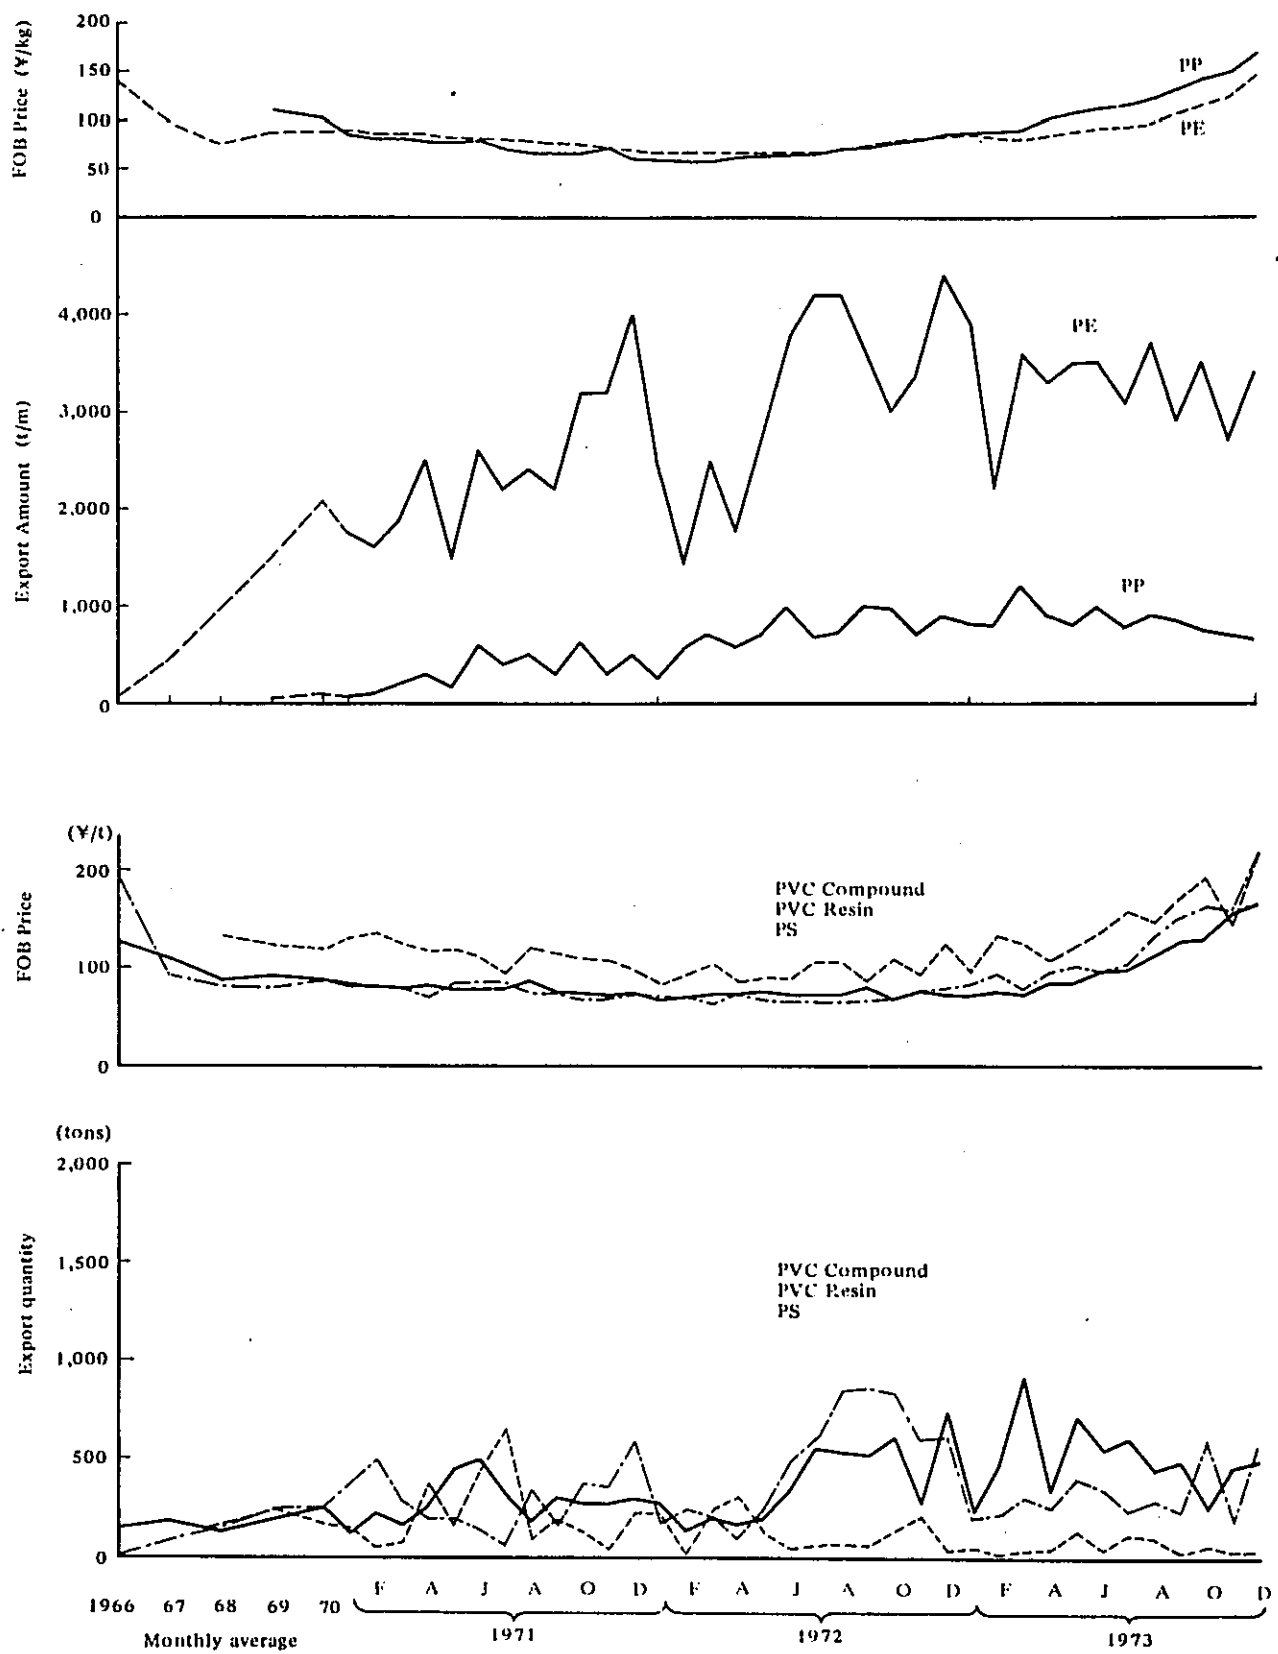 FOB Price (¥/kg)
200
150
100
50
0
PP
PE
Export Amount (t/m)
4,000
3,000
2,000
1,000
0
PE
PP
FOB Price
(¥/t)
200
100
0
PVC Compound
PVC Resin
PS
Export quantity
(tons)
2,000
1,500
1,000
500
0
PVC Compound
PVC Resin
PS
F A J A O D F A J A O D F A J A O D
1966 67 68 69 70
Monthly average
1971 1972 1973